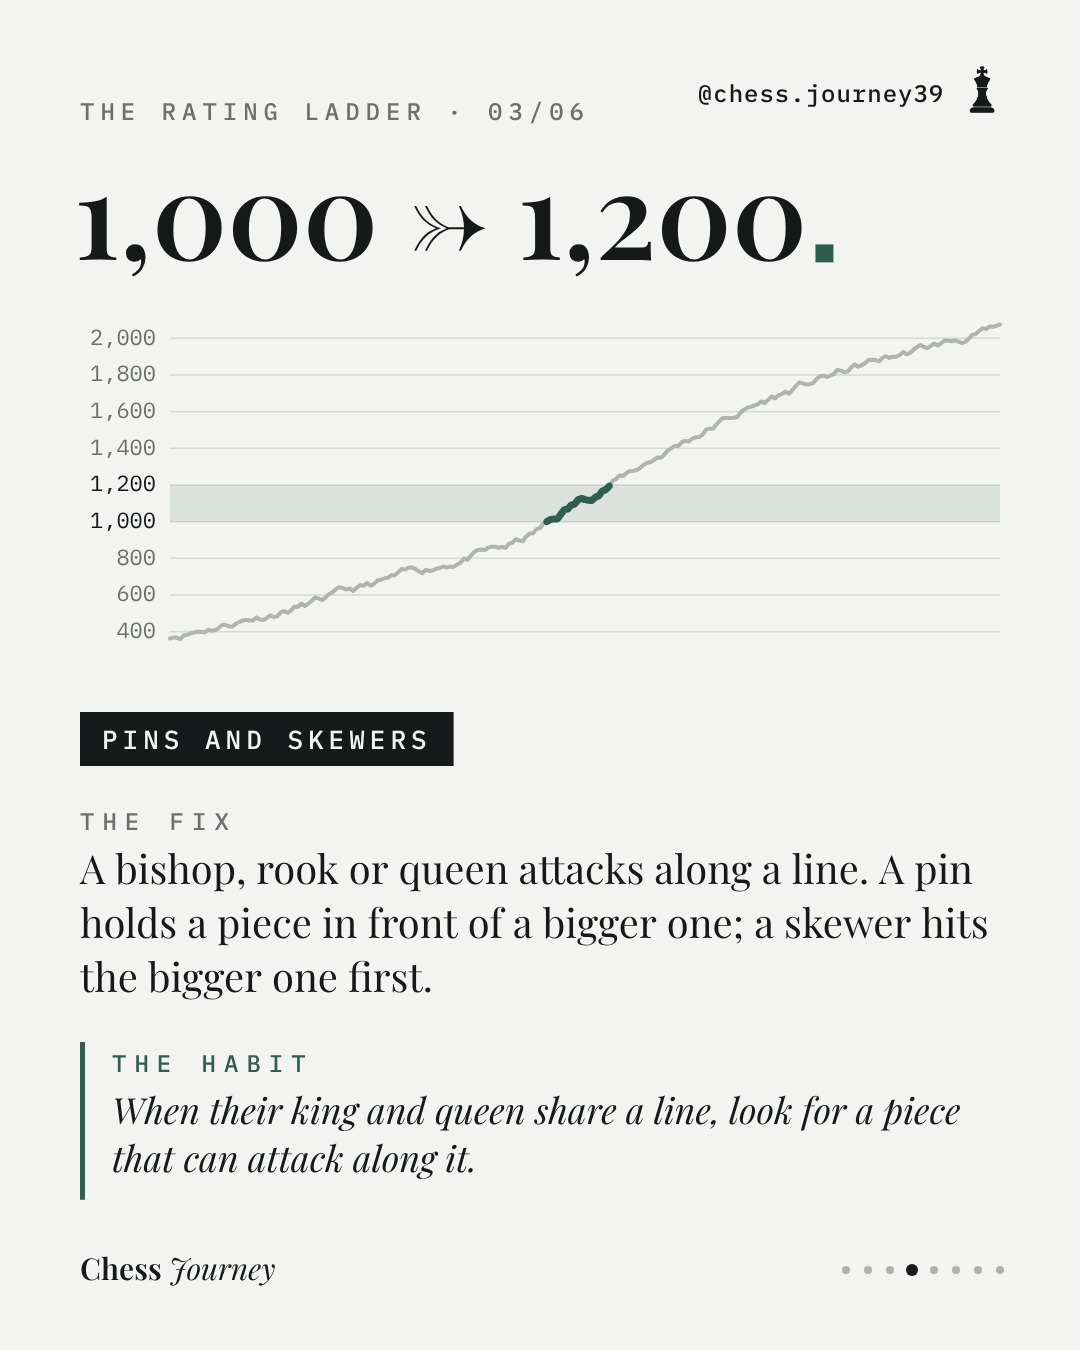 THE RATING LADDER · 03/06
@chess.journey39
1,000 ➳ 1,200.
2,000
1,800
1,600
1,400
1,200
1,000
800
600
400
PINS AND SKEWERS
THE FIX
A bishop, rook or queen attacks along a line. A pin
holds a piece in front of a bigger one; a skewer hits
the bigger one first.
THE HABIT
When their king and queen share a line, look for a piece
that can attack along it.
Chess Journey